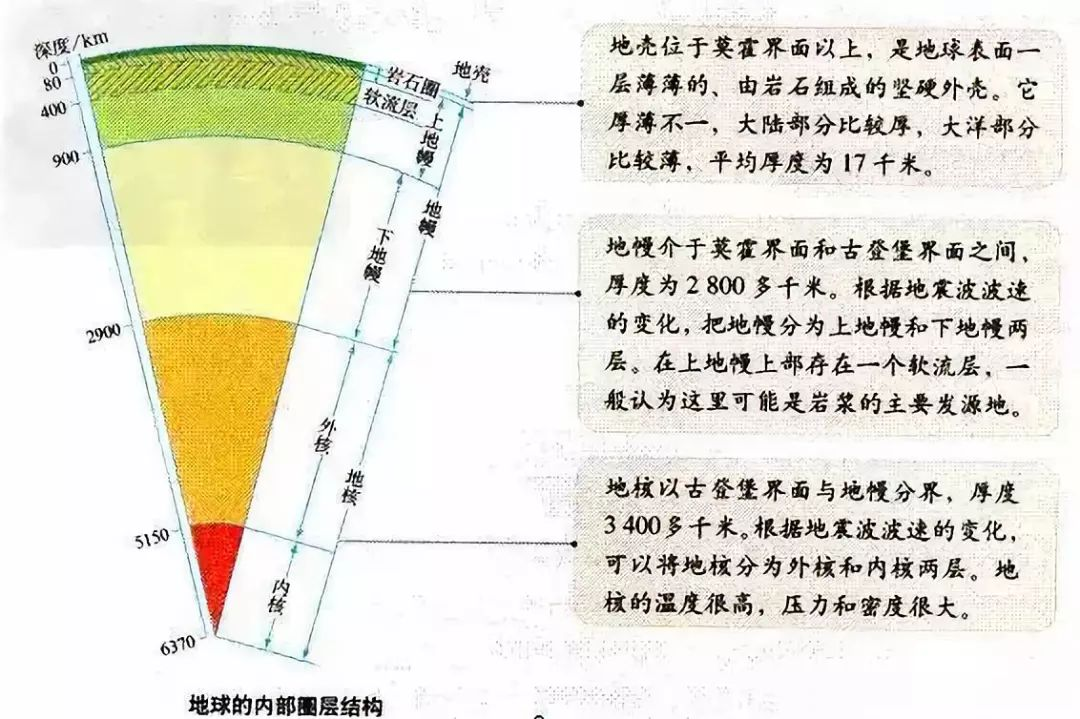 深度/km
0
80
400
900
2900
5150
6370
岩石圈
软流层
地壳
上地幔
地幔
下地幔
外核
地核
内核
地壳位于莫霍界面以上，是地球表面一
层薄薄的、由岩石组成的坚硬外壳。它
厚薄不一，大陆部分比较厚，大洋部分
比较薄，平均厚度为17千米。
地幔介于莫霍界面和古登堡界面之间，
厚度为2 800多千米。根据地震波波速
的变化，把地幔分为上地幔和下地幔两
层。在上地幔上部存在一个软流层，一
般认为这里可能是岩浆的主要发源地。
地核以古登堡界面与地幔分界，厚度
3 400多千米。根据地震波波速的变化，
可以将地核分为外核和内核两层。地
核的温度很高，压力和密度很大。
地球的内部圈层结构